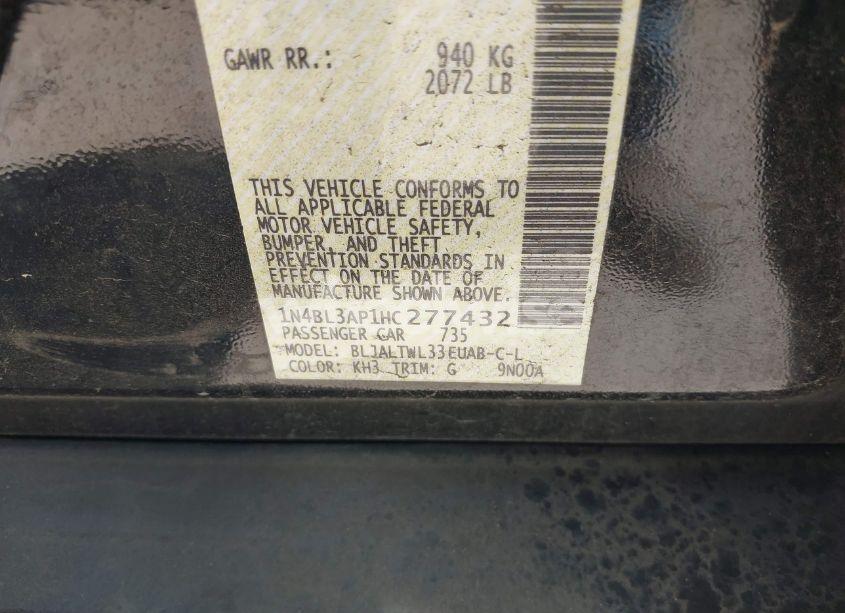 GAWR RR.: 940 KG
2072 LB
THIS VEHICLE CONFORMS TO
ALL APPLICABLE FEDERAL
MOTOR VEHICLE SAFETY,
BUMPER, AND THEFT
PREVENTION STANDARDS IN
EFFECT ON THE DATE OF
MANUFACTURE SHOWN ABOVE.
1N4BL3AP1HC277432
PASSENGER CAR 735
MODEL: BLJALTWL33EUAB-C-L
COLOR: KH3 TRIM: G 9N00A